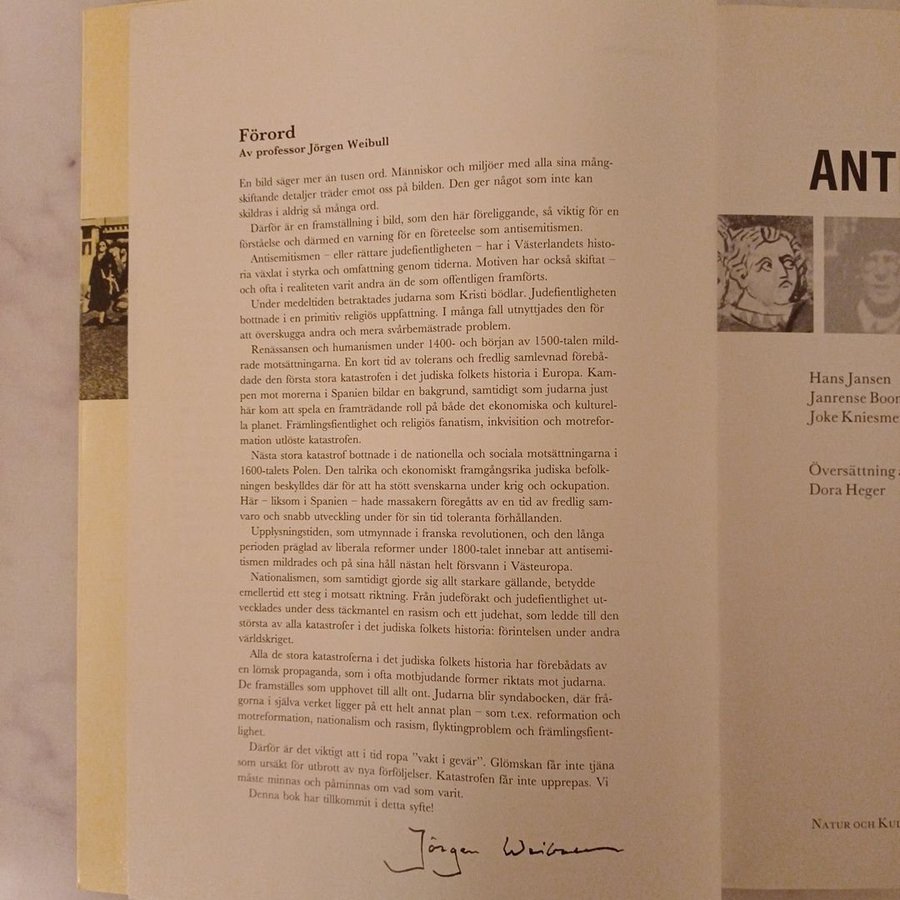 Förord
Av professor Jörgen Weibull
En bild säger mer än tusen ord. Människor och miljöer med alla sina mång-
skiftande detaljer träder emot oss på bilden. Den ger något som inte kan
skildras i aldrig så många ord.
Därför är en framställning i bild, som den här föreliggande, så viktig för en
förståelse och därmed en varning för en företeelse som antisemitismen.
Antisemitismen – eller rättare judefientligheten – har i Västerlandets histo-
ria växlat i styrka och omfattning genom tiderna. Motiven har också skiftat –
och ofta i realiteten varit andra än de som offentligen framförts.
Under medeltiden betraktades judarna som Kristi bödlar. Judefientligheten
bottnade i en primitiv religiös uppfattning. I många fall utnyttjades den för
att överskugga andra och mera svårbemästrade problem.
Renässansen och humanismen under 1400- och början av 1500-talen mild-
rade motsättningarna. En kort tid av tolerans och fredlig samlevnad förebå-
dade den första stora katastrofen i det judiska folkets historia i Europa. Kam-
pen mot morerna i Spanien bildar en bakgrund, samtidigt som judarna just
här kom att spela en framträdande roll på både det ekonomiska och kulturel-
la planet. Främlingsfientlighet och religiös fanatism, inkvisition och motrefor-
mation utlöste katastrofen.
Nästa stora katastrof bottnade i de nationella och sociala motsättningarna i
1600-talets Polen. Den talrika och ekonomiskt framgångsrika judiska befolk-
ningen beskylldes där för att ha stött svenskarna under krig och ockupation.
Här – liksom i Spanien – hade massakern föregåtts av en tid av fredlig sam-
varo och snabb utveckling under för sin tid toleranta förhållanden.
Upplysningstiden, som utmynnade i franska revolutionen, och den långa
perioden präglad av liberala reformer under 1800-talet innebar att antisemi-
tismen mildrades och på sina håll nästan helt försvann i Västeuropa.
Nationalismen, som samtidigt gjorde sig allt starkare gällande, betydde
emellertid ett steg i motsatt riktning. Från judeförakt och judefientlighet ut-
vecklades under dess täckmantel en rasism och ett judehat, som ledde till den
största av alla katastrofer i det judiska folkets historia: förintelsen under andra
världskriget.
Alla de stora katastroferna i det judiska folkets historia har förebådats av
en lömsk propaganda, som i ofta motbjudande former riktats mot judarna.
De framställes som upphovet till allt ont. Judarna blir syndabocken, där frå-
gorna i själva verket ligger på ett helt annat plan – som t.ex. reformation och
motreformation, nationalism och rasism, flyktingproblem och främlingsfient-
lighet.
Därför är det viktigt att i tid ropa ”vakt i gevär”. Glömskan får inte tjäna
som ursäkt för utbrott av nya förföljelser. Katastrofen får inte upprepas. Vi
måste minnas och påminnas om vad som varit.
Denna bok har tillkommit i detta syfte!
Jörgen Weibull
ANT
Hans Jansen
Janrense Boon
Joke Kniesme
Översättning a
Dora Heger
NATUR OCH KUL